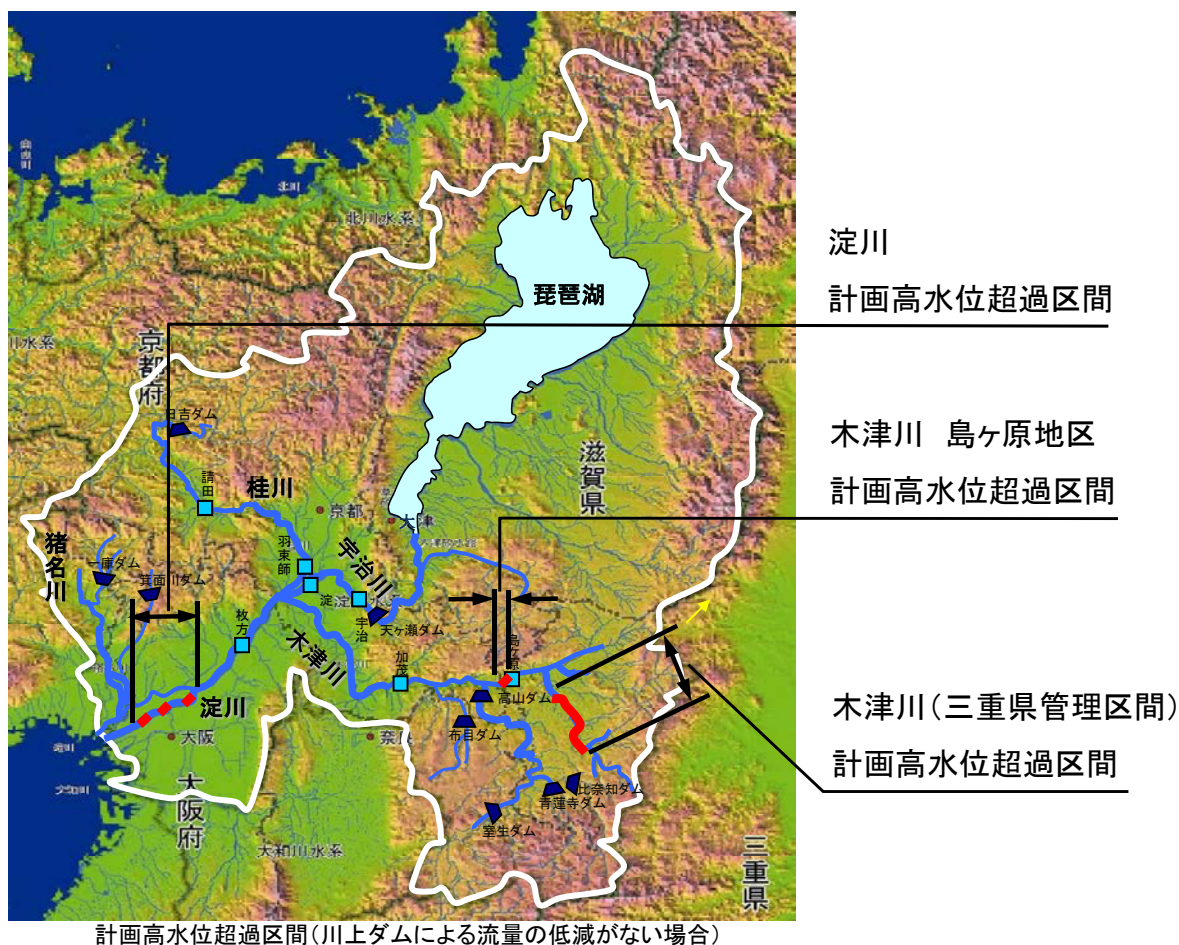 淀川
計画高水位超過区間
木津川 島ヶ原地区
計画高水位超過区間
木津川（三重県管理区間）
計画高水位超過区間
北川
北川水系
琵琶湖
川水系
京都府
日吉ダム
滋賀県
請田
桂川
京都
大津
羽束師
宇治川
猪名川
一庫ダム
箕面川ダム
淀
宇治
天ヶ瀬ダム
枚方
木津川
加茂
島ヶ原
高山ダム
淀川
布目ダム
大阪
奈良
大阪府
比奈知ダム
青蓮寺ダム
室生ダム
大和川水系
三重県
計画高水位超過区間（川上ダムによる流量の低減がない場合）